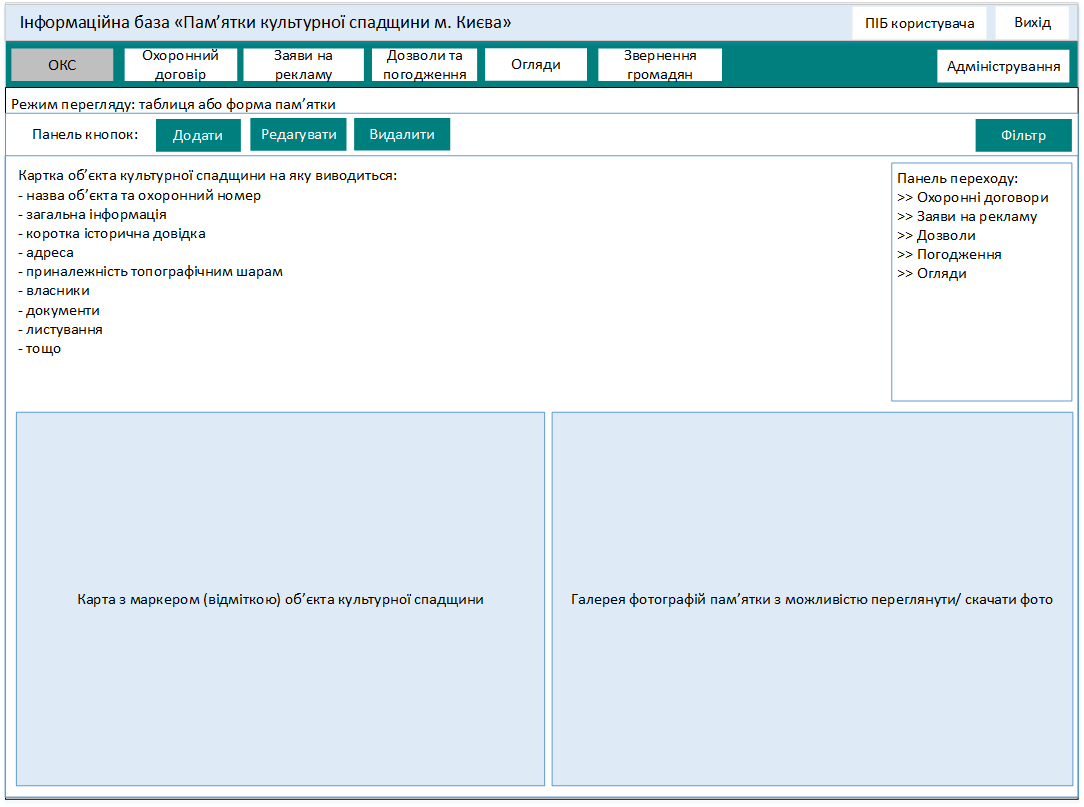 Інформаційна база «Пам’ятки культурної спадщини м. Києва»
ПІБ користувача
Вихід
ОКС
Охоронний
договір
Заяви на
рекламу
Дозволи та
погодження
Огляди
Звернення
громадян
Адміністрування
Режим перегляду: таблиця або форма пам’ятки
Панель кнопок:
Додати
Редагувати
Видалити
Фільтр
Картка об’єкта культурної спадщини на яку виводиться:
- назва об’єкта та охоронний номер
- загальна інформація
- коротка історична довідка
- адреса
- приналежність топографічним шарам
- власники
- документи
- листування
- тощо
Панель переходу:
>> Охоронні договори
>> Заяви на рекламу
>> Дозволи
>> Погодження
>> Огляди
Карта з маркером (відміткою) об’єкта культурної спадщини
Галерея фотографій пам’ятки з можливістю переглянути/ скачати фото